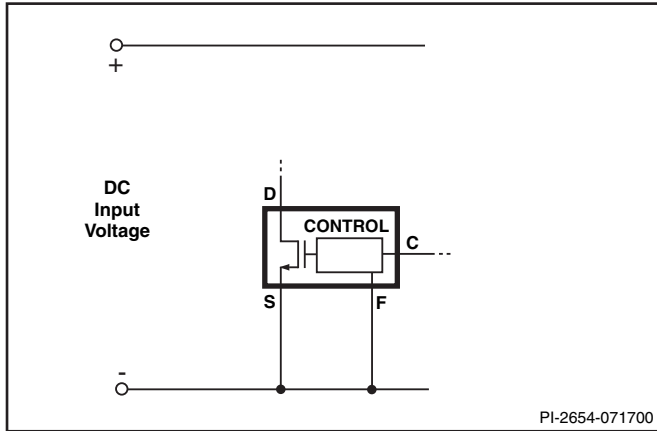 +
DC
Input
Voltage
D
CONTROL
C
S
F
-
PI-2654-071700